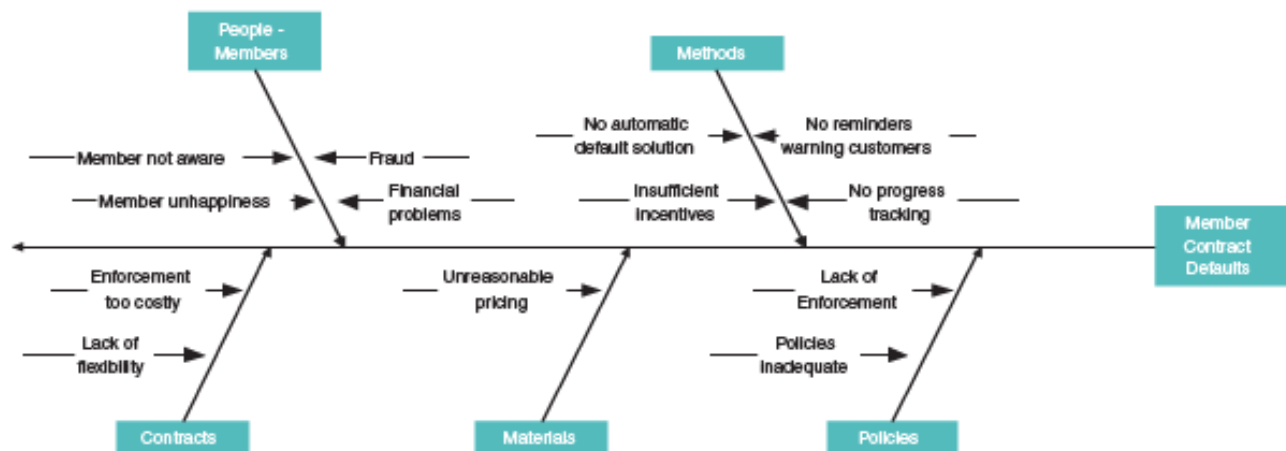 People -
Members
Methods
No automatic
default solution
No reminders
warning customers
Member not aware
Fraud
Member unhappiness
Financial
problems
Insufficient
incentives
No progress
tracking
Member
Contract
Defaults
Enforcement
too costly
Unreasonable
pricing
Lack of
Enforcement
Lack of
flexibility
Policies
inadequate
Contracts
Materials
Policies